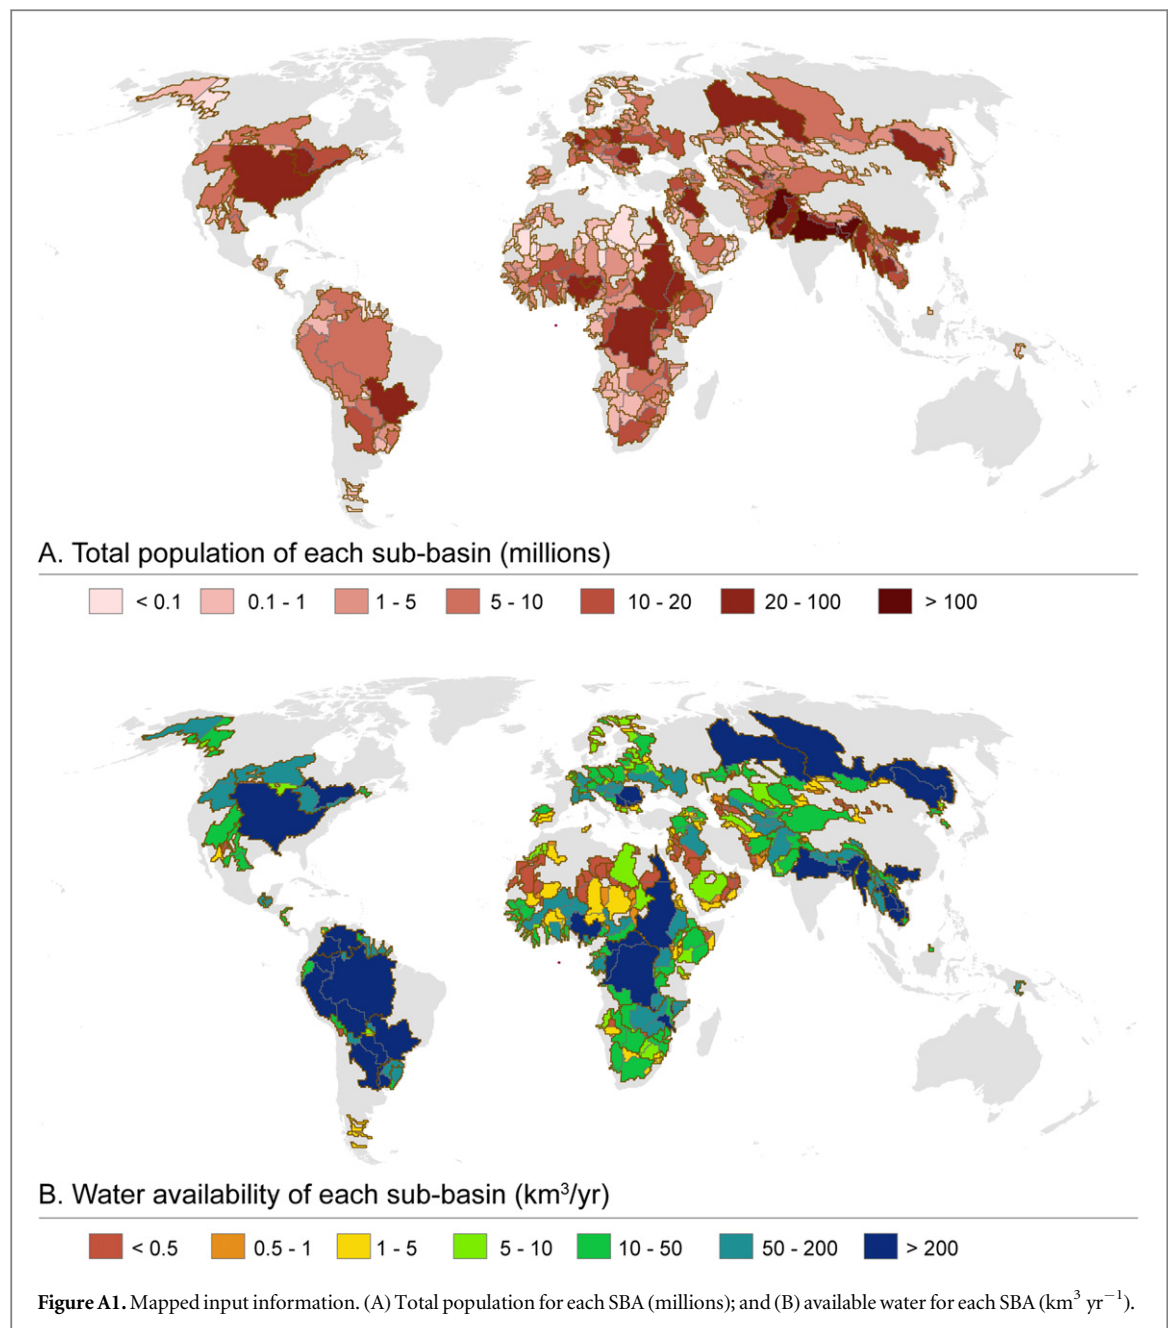 A. Total population of each sub-basin (millions)
< 0.1 0.1 - 1 1 - 5 5 - 10 10 - 20 20 - 100 > 100
B. Water availability of each sub-basin (km³/yr)
< 0.5 0.5 - 1 1 - 5 5 - 10 10 - 50 50 - 200 > 200
Figure A1. Mapped input information. (A) Total population for each SBA (millions); and (B) available water for each SBA (km³ yr⁻¹).